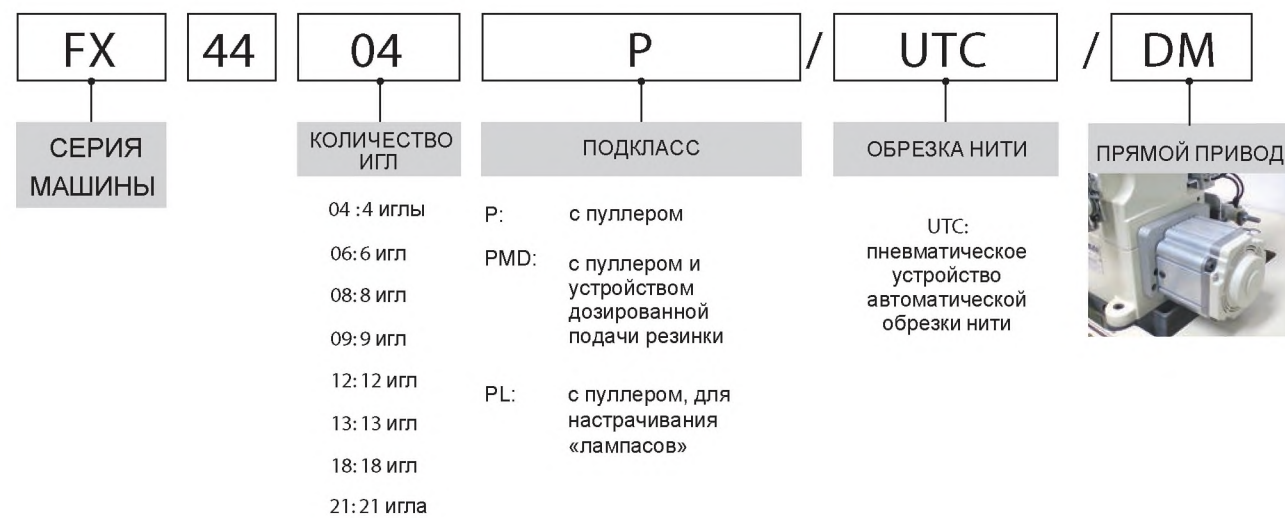 FX 44 04 P / UTC / DM
СЕРИЯ
МАШИНЫ
КОЛИЧЕСТВО
ИГЛ
ПОДКЛАСС
ОБРЕЗКА НИТИ
ПРЯМОЙ ПРИВОД
04 :4 иглы
06:6 игл
08:8 игл
09:9 игл
12:12 игл
13:13 игл
18:18 игл
21:21 игла
P: с пуллером
PMD: с пуллером и
устройством
дозированной
подачи резинки
PL: с пуллером, для
настрачивания
«лампасов»
UTC:
пневматическое
устройство
автоматической
обрезки нити